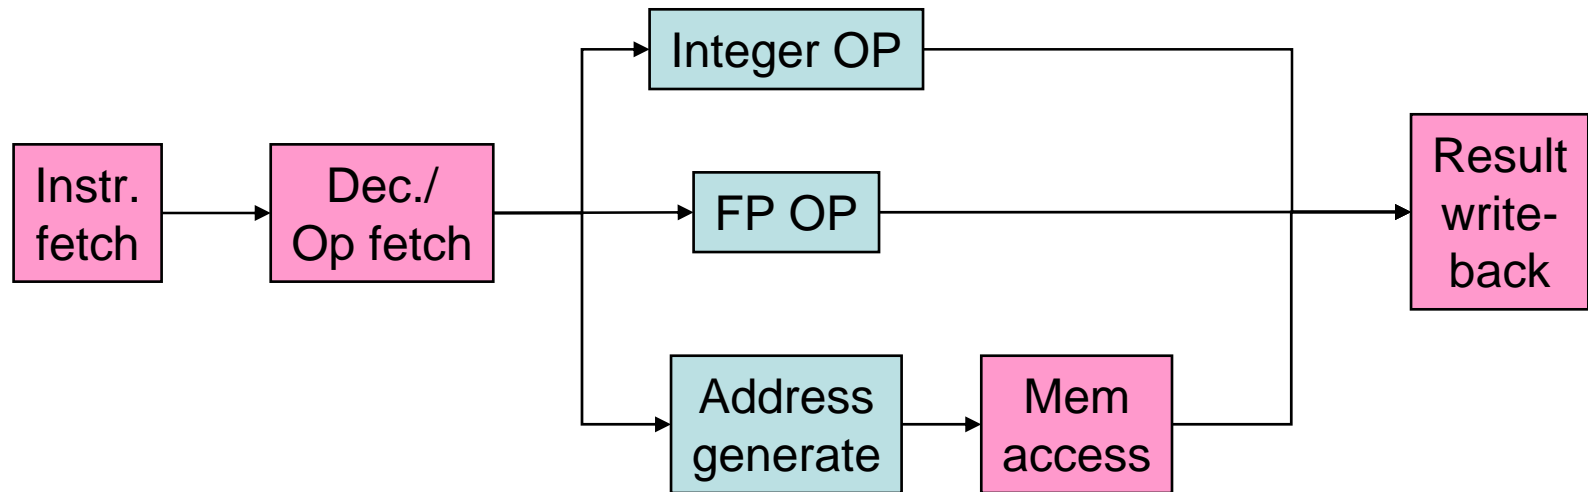 Instr.
fetch
Dec./
Op fetch
Integer OP
FP OP
Address
generate
Mem
access
Result
write-
back